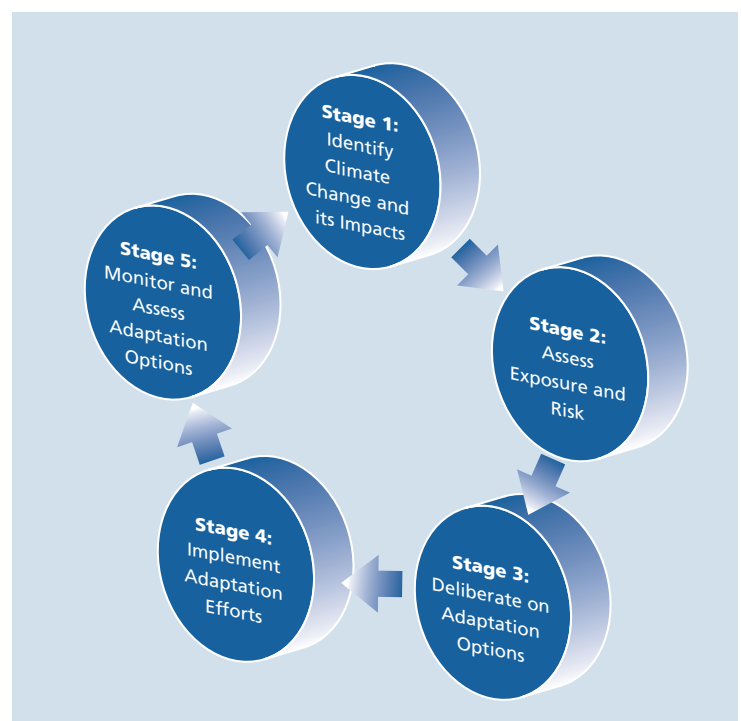 Stage 1:
Identify
Climate
Change and
its Impacts
Stage 2:
Assess
Exposure and
Risk
Stage 3:
Deliberate on
Adaptation
Options
Stage 4:
Implement
Adaptation
Efforts
Stage 5:
Monitor and
Assess
Adaptation
Options